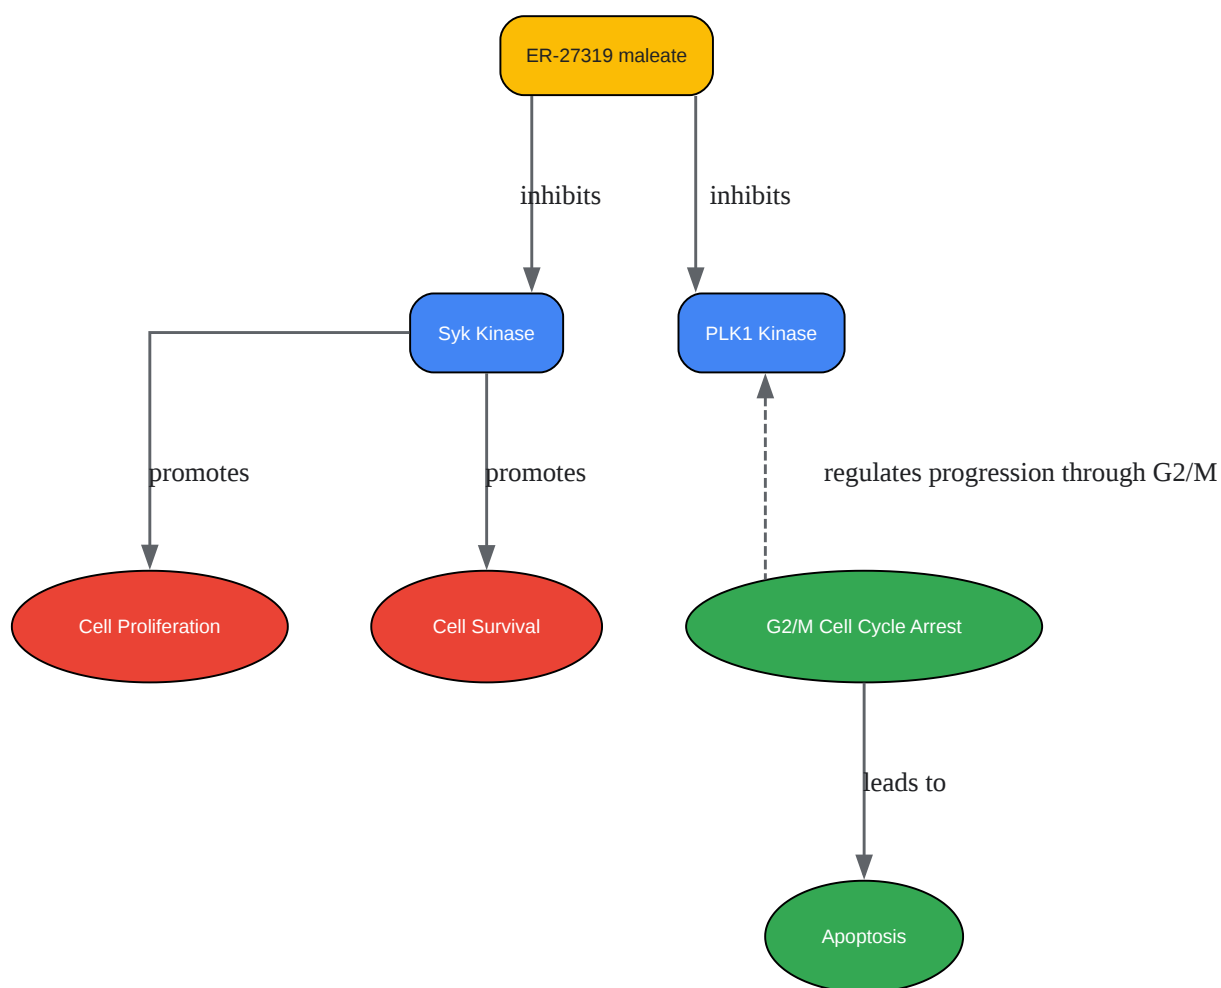 ER-27319 maleate
inhibits
inhibits
Syk Kinase
PLK1 Kinase
promotes
promotes
regulates progression through G2/M
Cell Proliferation
Cell Survival
G2/M Cell Cycle Arrest
leads to
Apoptosis